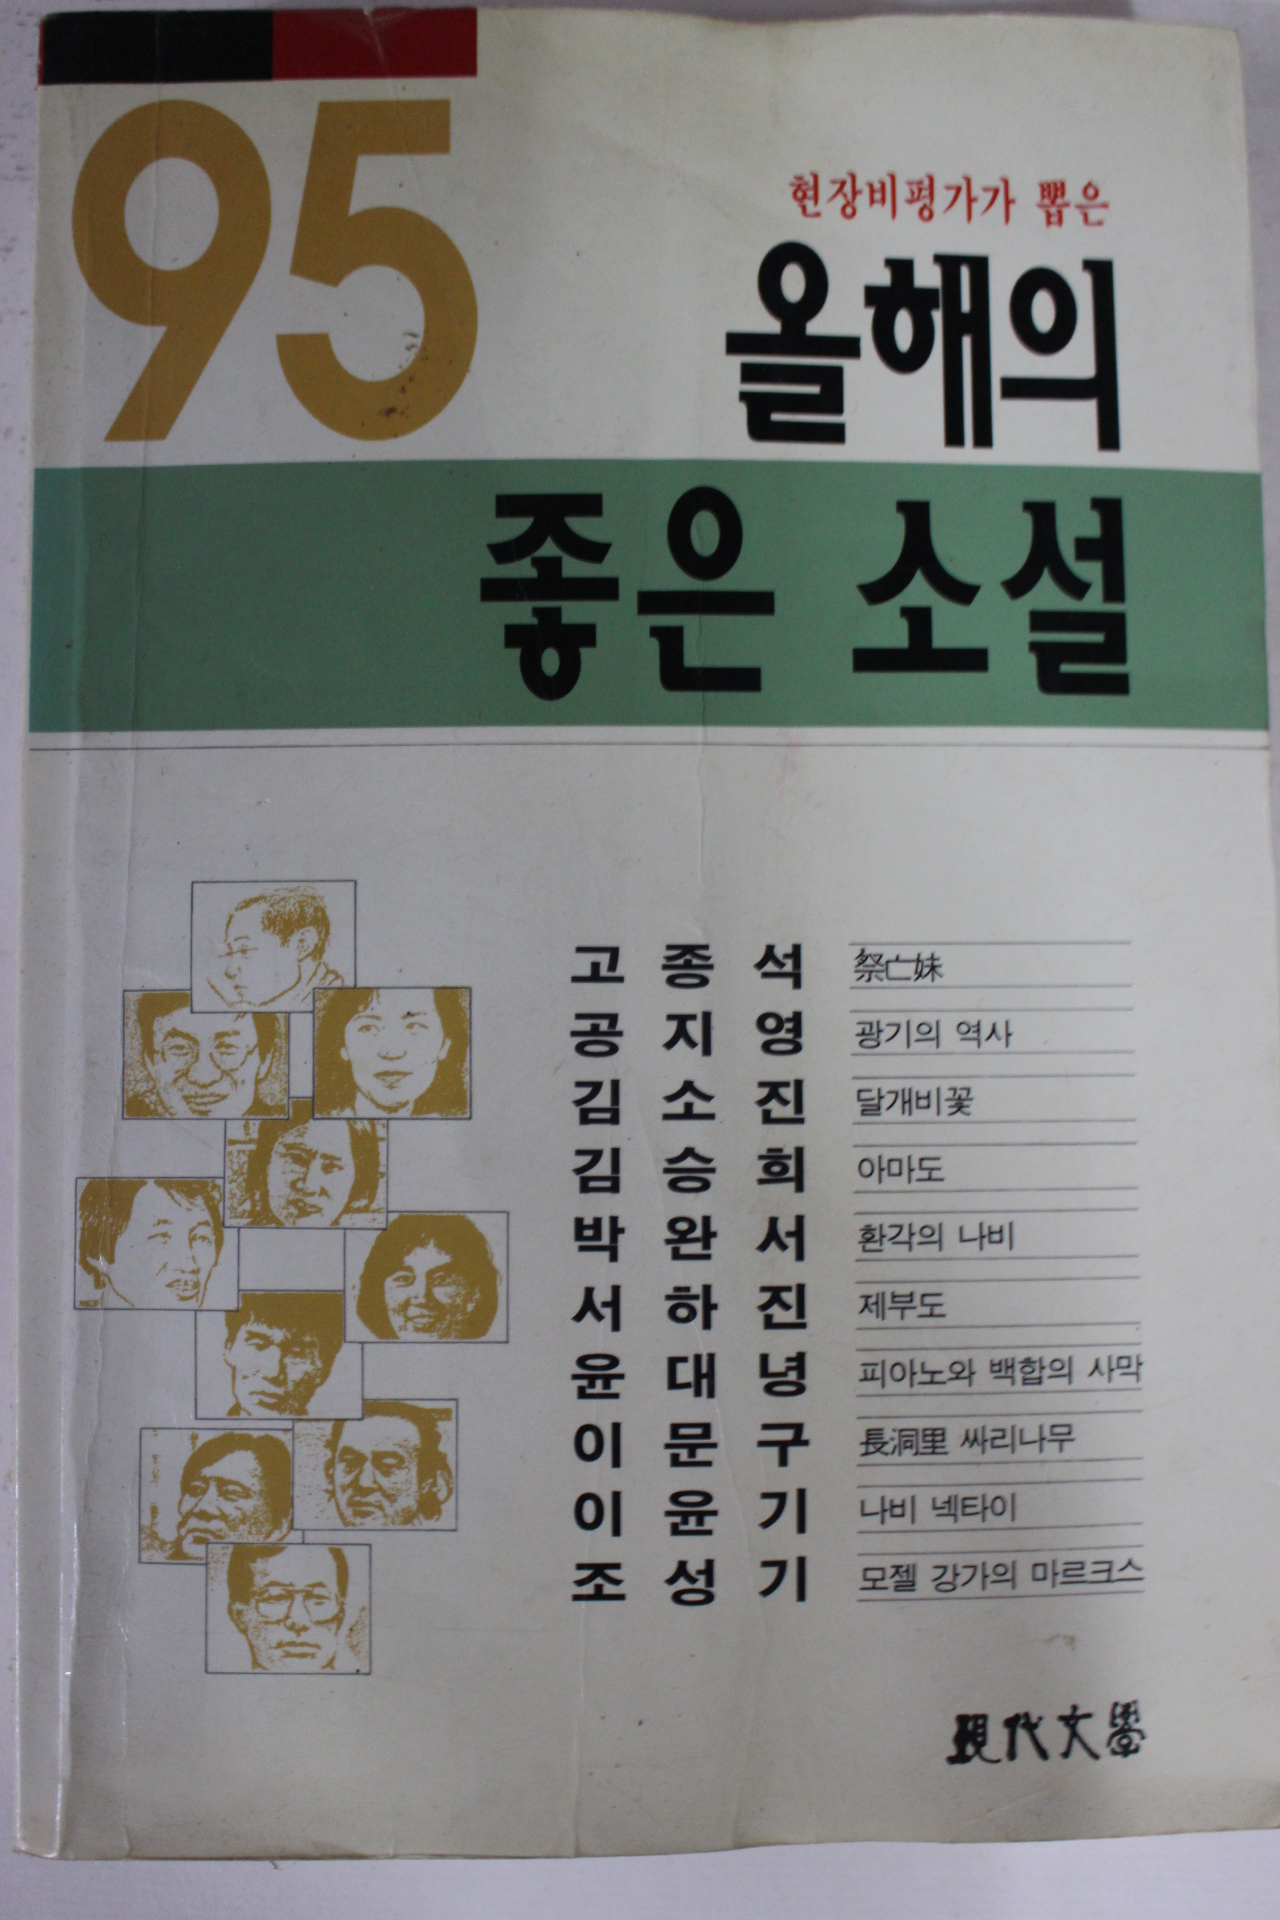 95
현장비평가가 뽑은
올해의
좋은 소설
고종석 祭亡妹
공지영 광기의 역사
김소진 달개비꽃
김승희 아마도
박완서 환각의 나비
서하진 제부도
윤대녕 피아노와 백합의 사막
이문구 長洞里 싸리나무
이윤기 나비 넥타이
조성기 모젤 강가의 마르크스
現代文學